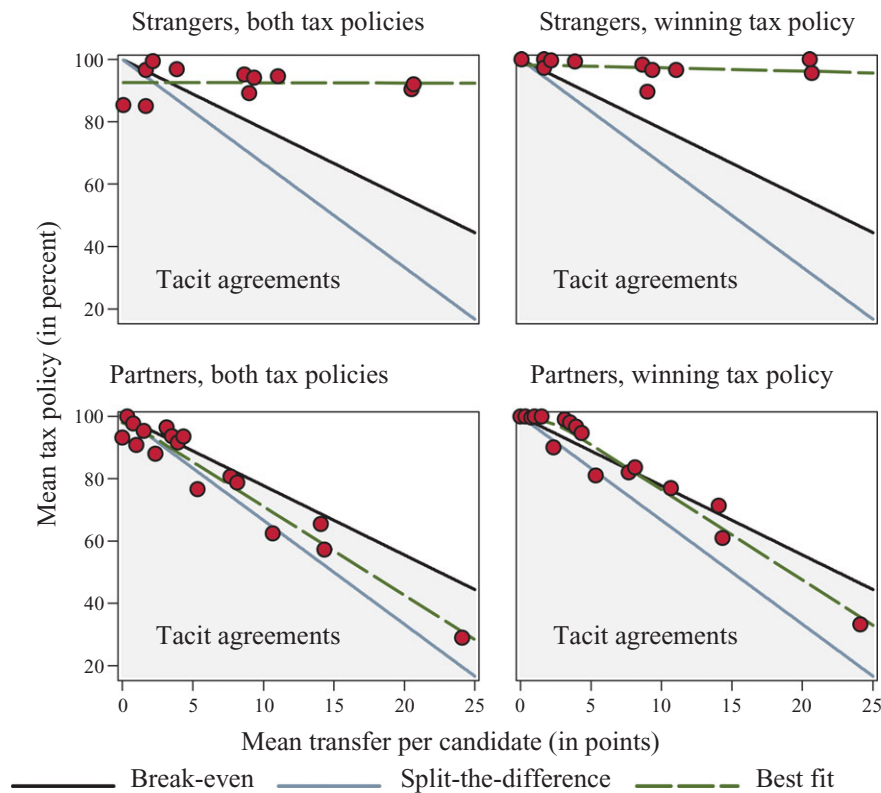 Strangers, both tax policies
Strangers, winning tax policy
100
80
60
40
20
Tacit agreements
Tacit agreements
Mean tax policy (in percent)
Partners, both tax policies
Partners, winning tax policy
100
80
60
40
20
Tacit agreements
Tacit agreements
0 5 10 15 20 25
0 5 10 15 20 25
Mean transfer per candidate (in points)
Break-even Split-the-difference Best fit